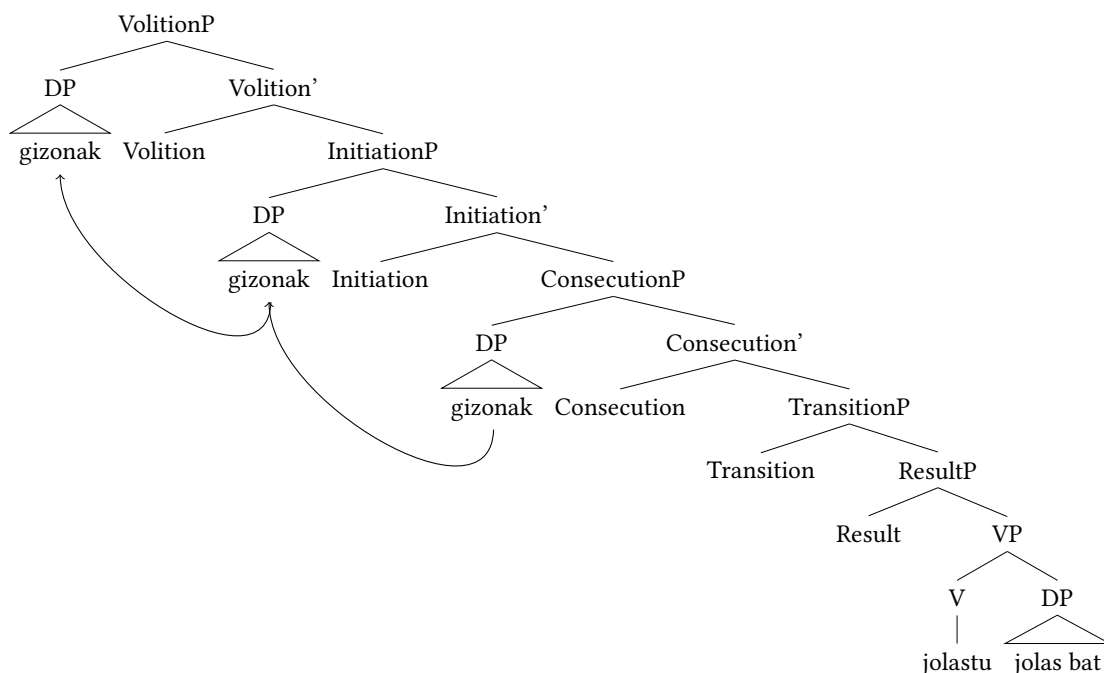 VolitionP
DP Volition’
gizonak Volition InitiationP
DP Initiation’
gizonak Initiation ConsecutionP
DP Consecution’
gizonak Consecution TransitionP
Transition ResultP
Result VP
V DP
jolastu jolas bat